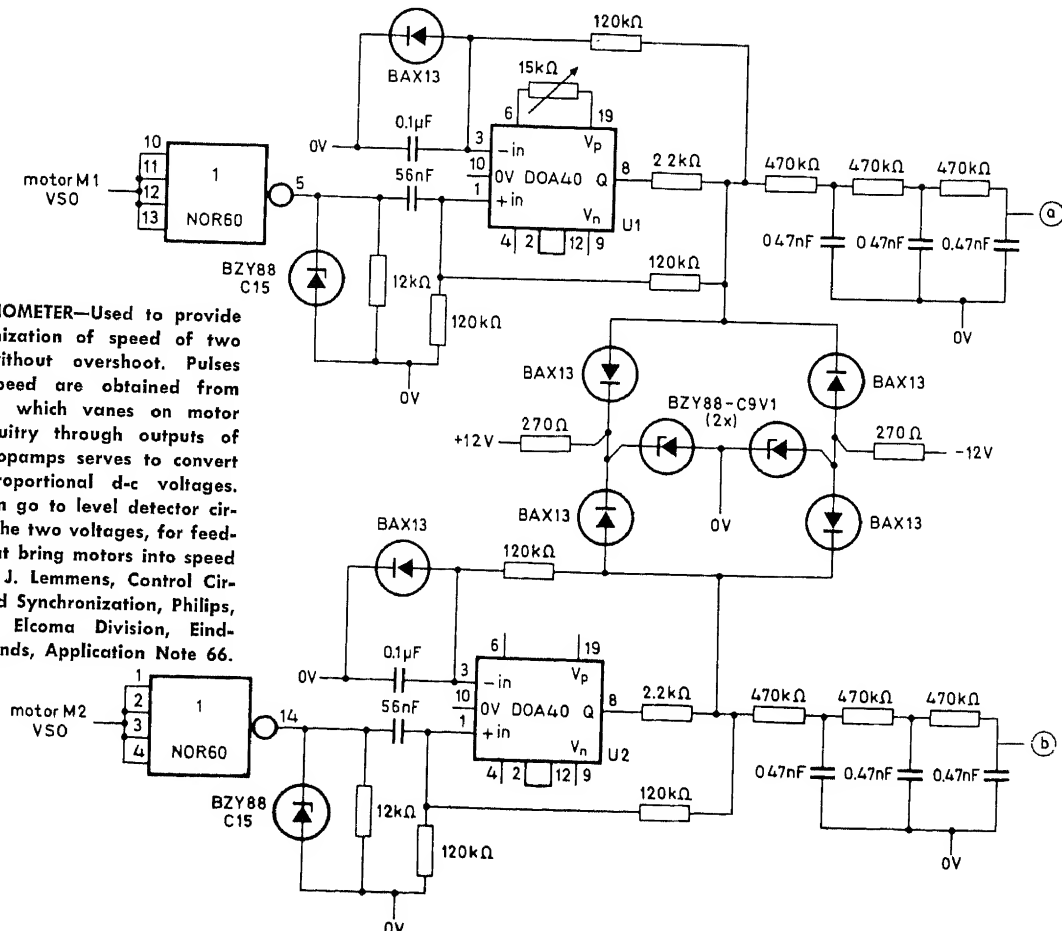 120kΩ
BAX13
15kΩ
6
19
0.1μF
0V
3
-in
Vp
10
0V DOA40 Q
8
2.2kΩ
470kΩ
470kΩ
470kΩ
10
11
12
13
1
NOR60
motor M1
VSO
5
56nF
1
+in
Vn
U1
4
2
12
9
0.47nF
0.47nF
0.47nF
a
BZY88
C15
12kΩ
120kΩ
120kΩ
0V
0V
IOMETER—Used to provide
nization of speed of two
vithout overshoot. Pulses
peed are obtained from
which vanes on motor
uitry through outputs of
opamps serves to convert
roportional d-c voltages.
n go to level detector cir-
he two voltages, for feed-
at bring motors into speed
J. Lemmens, Control Cir-
d Synchronization, Philips,
Elcoma Division, Eind-
nds, Application Note 66.
BAX13
BAX13
BZY88-C9V1
(2x)
+12V
270Ω
270Ω
-12V
BAX13
0V
BAX13
BAX13
120kΩ
6
19
0.1μF
0V
3
-in
Vp
10
0V DOA40 Q
8
2.2kΩ
470kΩ
470kΩ
470kΩ
1
2
3
4
1
NOR60
motor M2
VSO
14
56nF
1
+in
Vn
U2
4
2
12
9
0.47nF
0.47nF
0.47nF
b
BZY88
C15
12kΩ
120kΩ
120kΩ
0V
0V